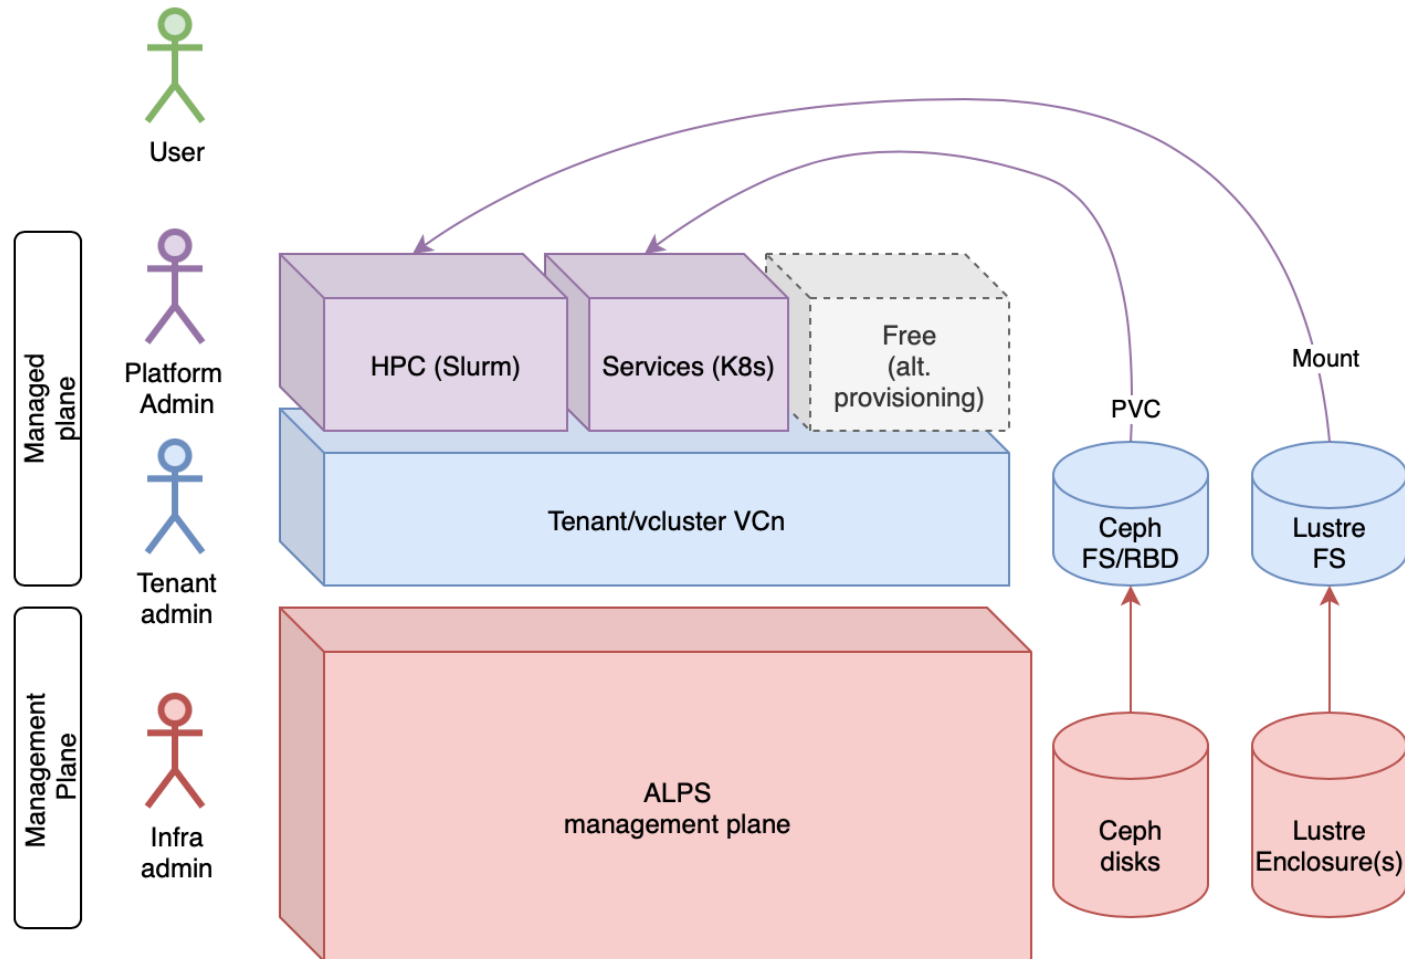 User
Managed
plane
Platform
Admin
HPC (Slurm)
Services (K8s)
Free
(alt.
provisioning)
PVC
Mount
Tenant
admin
Tenant/vcluster VCn
Ceph
FS/RBD
Lustre
FS
Management
Plane
Infra
admin
ALPS
management plane
Ceph
disks
Lustre
Enclosure(s)